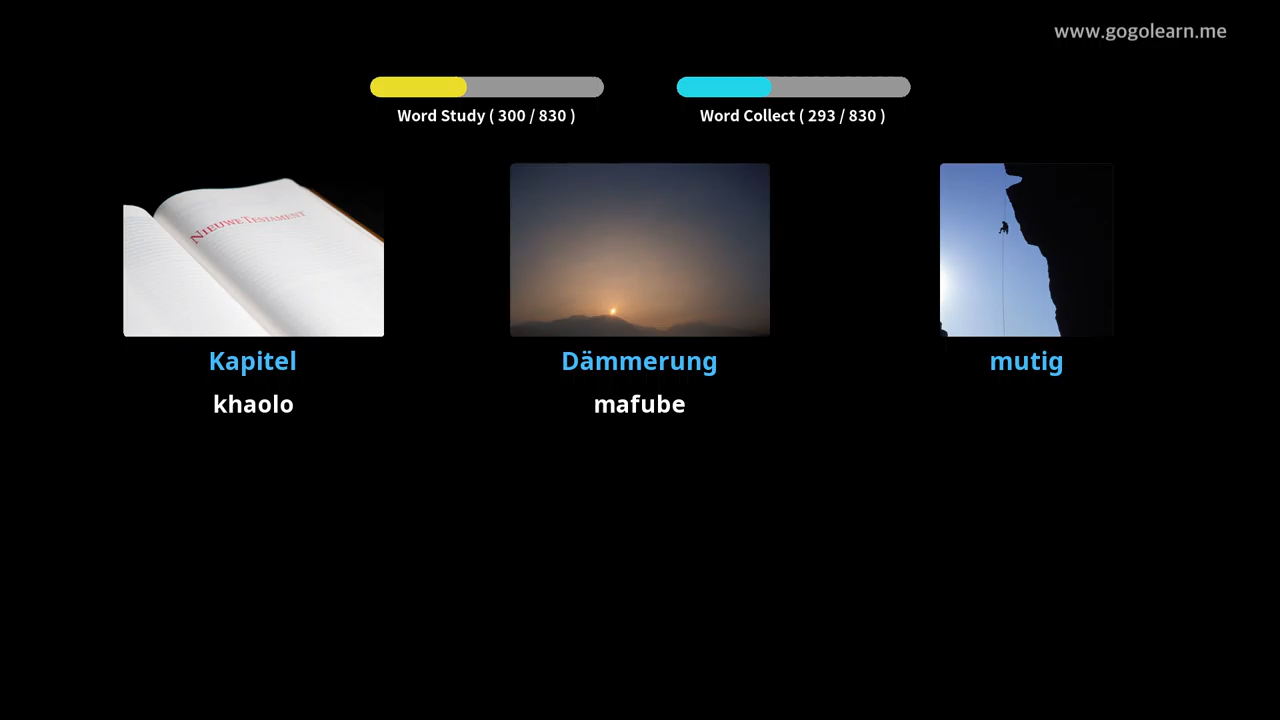 www.gogolearn.me
Word Study ( 300 / 830 )
Word Collect ( 293 / 830 )
NIEUWE TESTAMENT
Kapitel
Dämmerung
mutig
khaolo
mafube